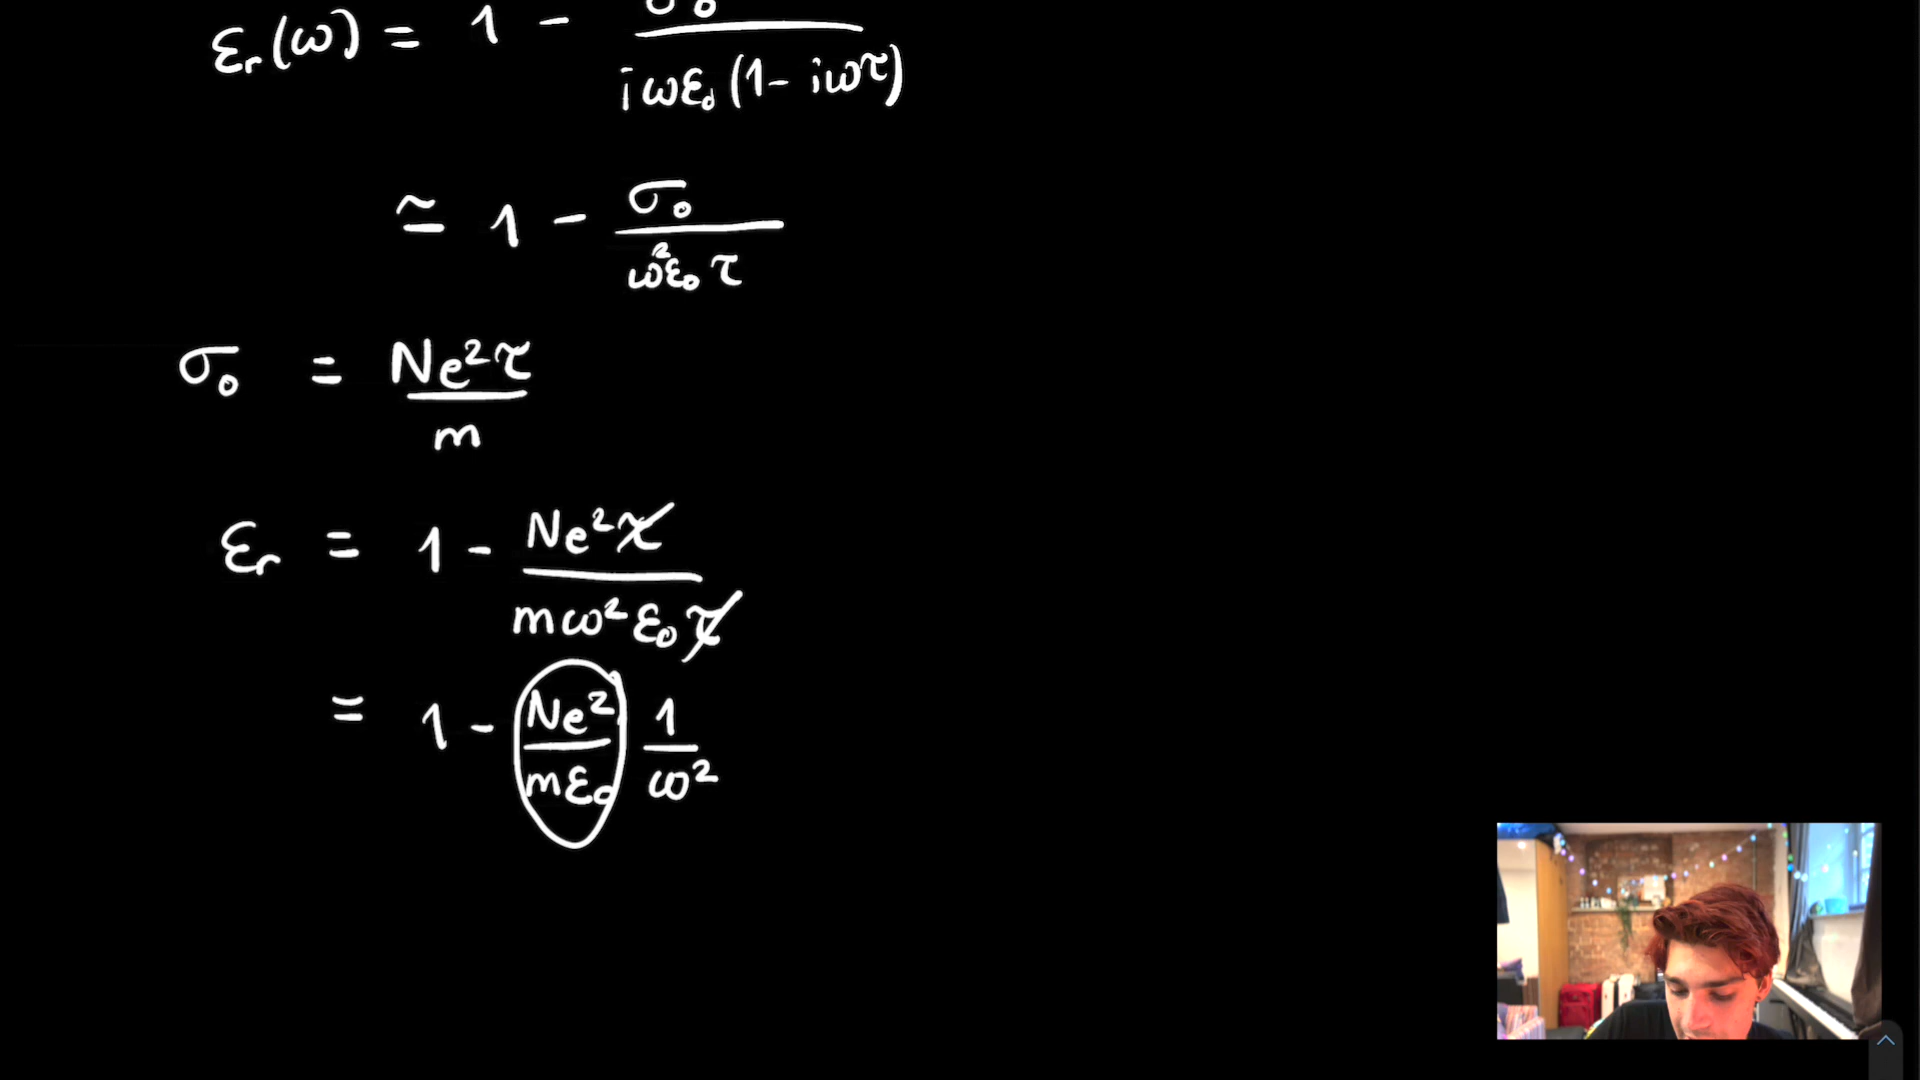 εr(ω) = 1 - σ0 / iωε0(1 - iωτ)
≃ 1 - σ0 / ω²ε0τ
σ0 = Ne²τ / m
εr = 1 - Ne²τ / mω²ε0τ
= 1 - Ne² / mε0 1 / ω²